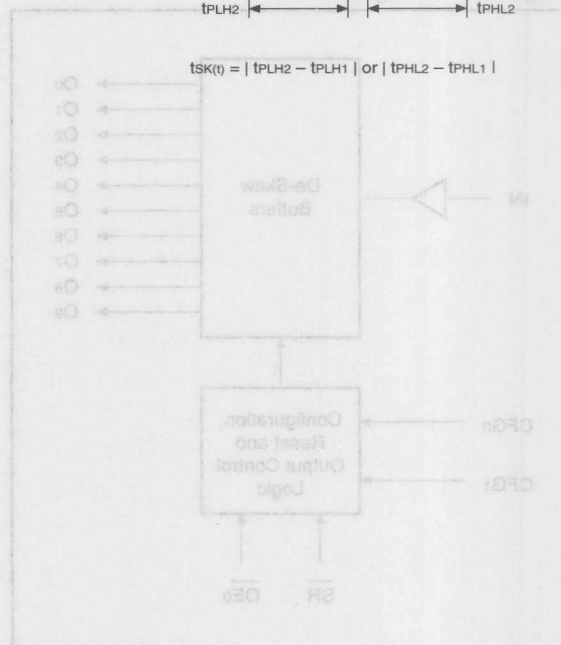 tPLH2 tPHL2
tSK(t) = | tPLH2 – tPLH1 | or | tPHL2 – tPHL1 |
O0
O1
O2
O3
O4
O5
O6
O7
O8
O9
De-Skew
Buffers
IN
Configuration,
Reset and
Output Control
Logic
CFG0
CFG1
OE0 SR